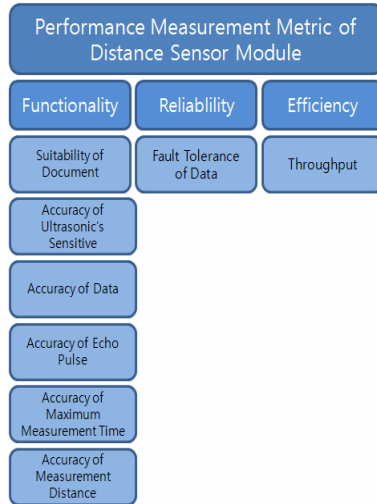 Performance Measurement Metric of
Distance Sensor Module
Functionality
Reliablility
Efficiency
Suitability of
Document
Fault Tolerance
of Data
Throughput
Accuracy of
Ultrasonic's
Sensitive
Accuracy of Data
Accuracy of Echo
Pulse
Accuracy of
Maximum
Measurement Time
Accuracy of
Measurement
Distance